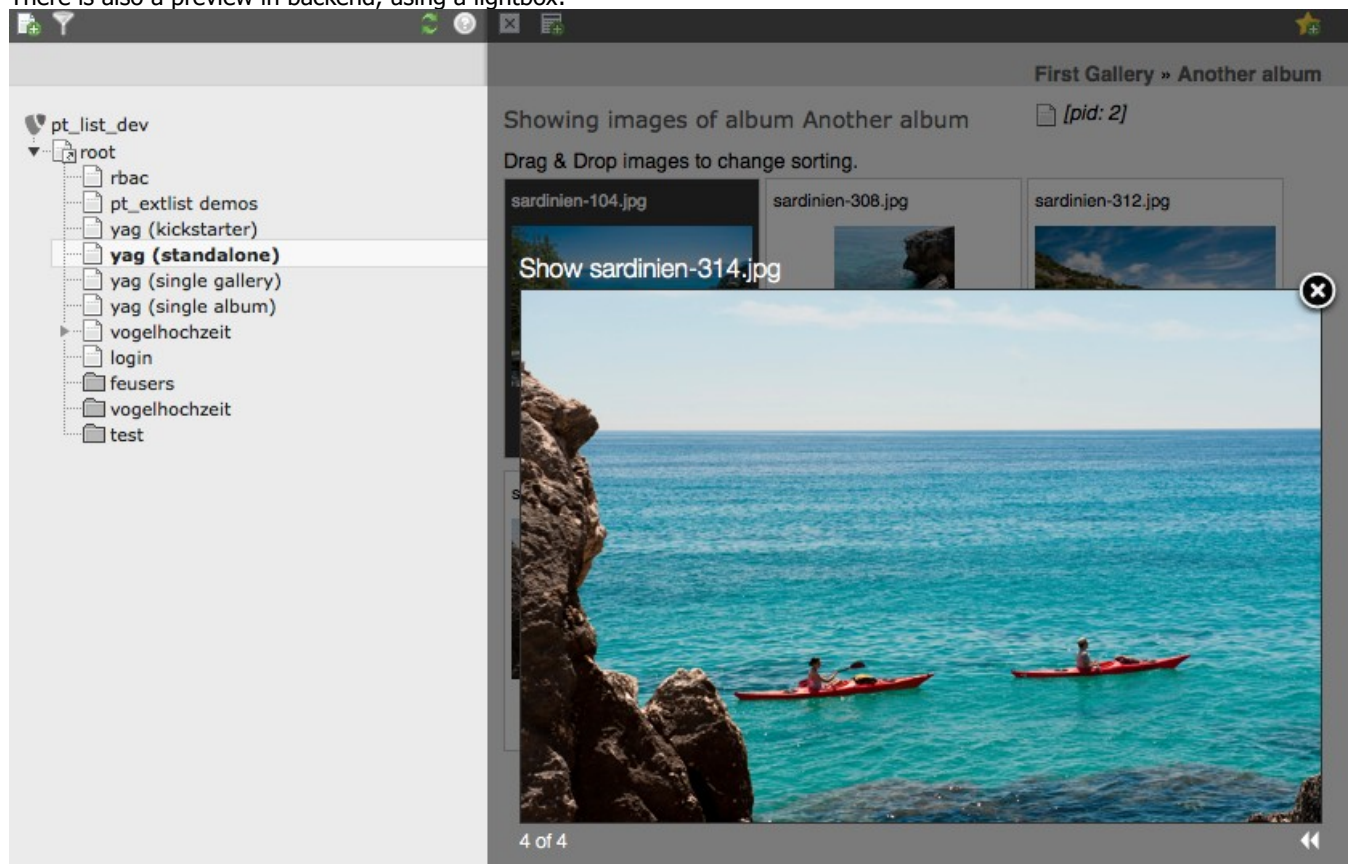 There is also a preview in backend, using a lightbox.
First Gallery » Another album
pt_list_dev
[pid: 2]
root
Showing images of album Another album
rbac
Drag & Drop images to change sorting.
pt_extlist demos
sardinien-104.jpg
sardinien-308.jpg
sardinien-312.jpg
yag (kickstarter)
yag (standalone)
Show sardinien-314.jpg
yag (single gallery)
yag (single album)
vogelhochzeit
login
feusers
vogelhochzeit
test
4 of 4